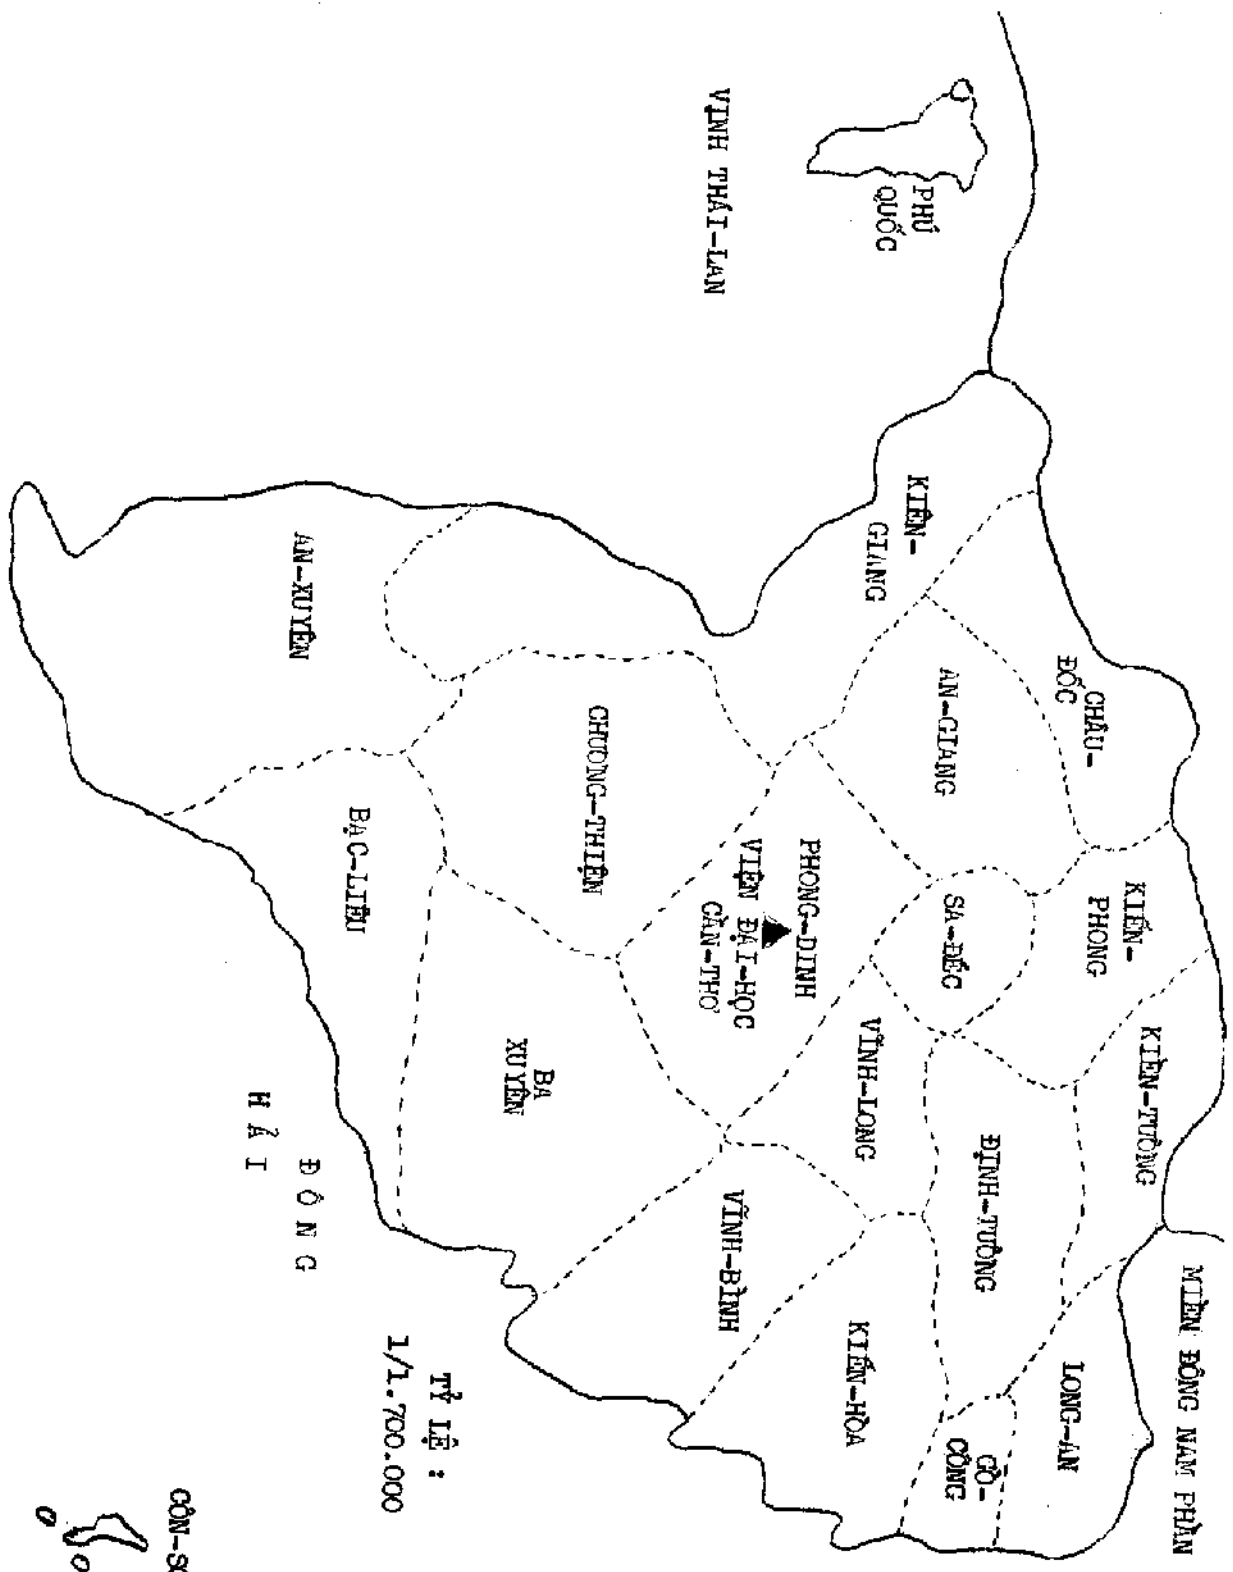 MIỀN ĐÔNG NAM PHẦN
CHÂU-
ĐỐC
KIẾN-
PHONG
KIẾN-TƯỜNG
LONG-AN
PHÚ
QUỐC
KIÊN-
GIANG
AN-GIANG
SA-ĐÉC
ĐỊNH-TƯỜNG
GÒ-
CÔNG
VĨNH-LONG
KIẾN-HÒA
PHONG-DINH
VIỆN ĐẠI-HỌC
CẦN-THƠ
VỊNH THÁI-LAN
VĨNH-BÌNH
CHƯƠNG-THIỆN
BA
XUYÊN
AN-XUYÊN
BẠC-LIÊU
TỶ LỆ :
1/1.700.000
ĐÔNG
HẢI